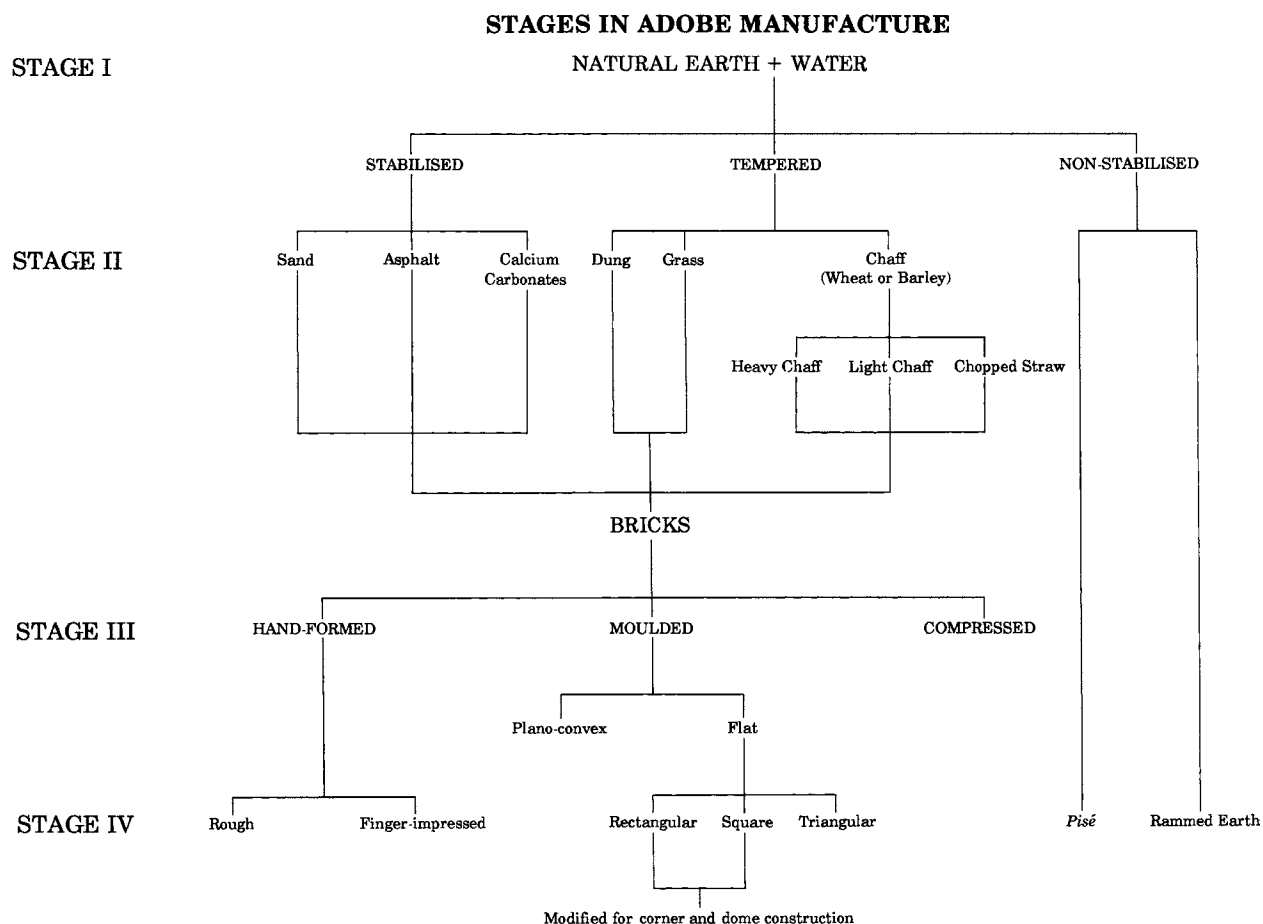 STAGES IN ADOBE MANUFACTURE
STAGE I
NATURAL EARTH + WATER
STABILISED
TEMPERED
NON-STABILISED
STAGE II
Sand
Asphalt
Calcium
Carbonates
Dung
Grass
Chaff
(Wheat or Barley)
Heavy Chaff
Light Chaff
Chopped Straw
BRICKS
STAGE III
HAND-FORMED
MOULDED
COMPRESSED
Plano-convex
Flat
STAGE IV
Rough
Finger-impressed
Rectangular
Square
Triangular
Pisé
Rammed Earth
Modified for corner and dome construction